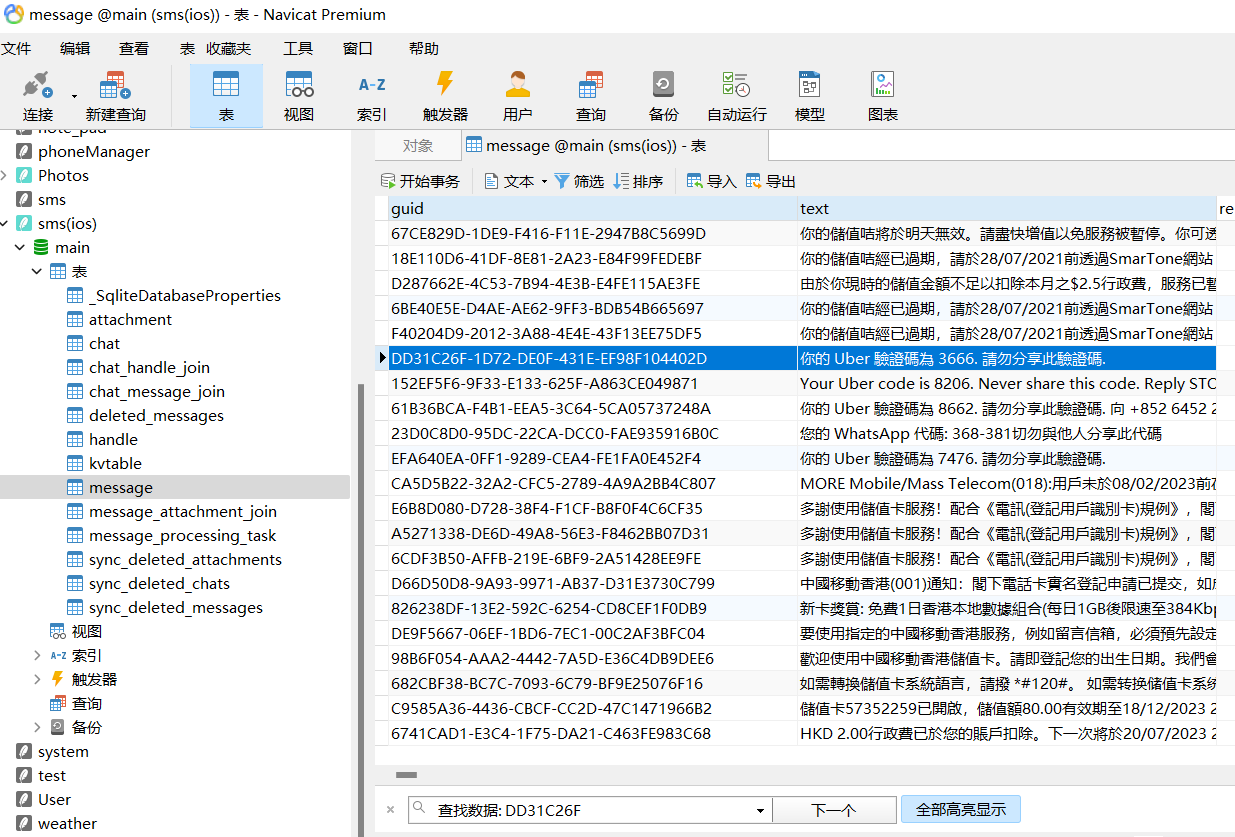 message @main (sms(ios)) - 表 - Navicat Premium
文件 编辑 查看 表 收藏夹 工具 窗口 帮助
连接 新建查询 表 视图 A-Z 索引 触发器 用户 查询 备份 自动运行 模型 图表
note_pad
phoneManager
Photos
sms
sms(ios)
main
表
_SqliteDatabaseProperties
attachment
chat
chat_handle_join
chat_message_join
deleted_messages
handle
kvtable
message
message_attachment_join
message_processing_task
sync_deleted_attachments
sync_deleted_chats
sync_deleted_messages
视图
A-Z 索引
触发器
查询
备份
system
test
User
weather
对象 message @main (sms(ios)) - 表
开始事务 文本 筛选 排序 导入 导出
guid text re
67CE829D-1DE9-F416-F11E-2947B8C5699D 你的儲值咭將於明天無效。請盡快增值以免服務被暫停。你可透
18E110D6-41DF-8E81-2A23-E84F99FEDEBF 你的儲值咭經已過期，請於28/07/2021前透過SmarTone網站
D287662E-4C53-7B94-4E3B-E4FE115AE3FE 由於你現時的儲值金額不足以扣除本月之$2.5行政費，服務已暫
6BE40E5E-D4AE-AE62-9FF3-BDB54B665697 你的儲值咭經已過期，請於28/07/2021前透過SmarTone網站
F40204D9-2012-3A88-4E4E-43F13EE75DF5 你的儲值咭經已過期，請於28/07/2021前透過SmarTone網站
DD31C26F-1D72-DE0F-431E-EF98F104402D 你的 Uber 驗證碼為 3666. 請勿分享此驗證碼.
152EF5F6-9F33-E133-625F-A863CE049871 Your Uber code is 8206. Never share this code. Reply STO
61B36BCA-F4B1-EEA5-3C64-5CA05737248A 你的 Uber 驗證碼為 8662. 請勿分享此驗證碼. 向 +852 6452 2
23D0C8D0-95DC-22CA-DCC0-FAE935916B0C 您的 WhatsApp 代碼: 368-381切勿與他人分享此代碼
EFA640EA-0FF1-9289-CEA4-FE1FA0E452F4 你的 Uber 驗證碼為 7476. 請勿分享此驗證碼.
CA5D5B22-32A2-CFC5-2789-4A9A2BB4C807 MORE Mobile/Mass Telecom(018):用戶未於08/02/2023前在
E6B8D080-D728-38F4-F1CF-B8F0F4C6CF35 多謝使用儲值卡服務！配合《電訊(登記用戶識別卡)規例》，閣
A5271338-DE6D-49A8-56E3-F8462BB07D31 多謝使用儲值卡服務！配合《電訊(登記用戶識別卡)規例》，閣
6CDF3B50-AFFB-219E-6BF9-2A51428EE9FE 多謝使用儲值卡服務！配合《電訊(登記用戶識別卡)規例》，閣
D66D50D8-9A93-9971-AB37-D31E3730C799 中國移動香港(001)通知：閣下電話卡實名登記申請已提交，如成
826238DF-13E2-592C-6254-CD8CEF1F0DB9 新卡獎賞: 免費1日香港本地數據組合(每日1GB後限速至384Kbp
DE9F5667-06EF-1BD6-7EC1-00C2AF3BFC04 要使用指定的中國移動香港服務，例如留言信箱，必須預先設定
98B6F054-AAA2-4442-7A5D-E36C4DB9DEE6 歡迎使用中國移動香港儲值卡。請即登記您的出生日期。我們會
682CBF38-BC7C-7093-6C79-BF9E25076F16 如需轉換儲值卡系統語言，請撥 *#120#。 如需转换储值卡系统
C9585A36-4436-CBCF-CC2D-47C1471966B2 儲值卡57352259已開啟，儲值額80.00有效期至18/12/2023 2
6741CAD1-E3C4-1F75-DA21-C463FE983C68 HKD 2.00行政費已於您的賬戶扣除。下一次將於20/07/2023 2
查找数据: DD31C26F 下一个 全部高亮显示